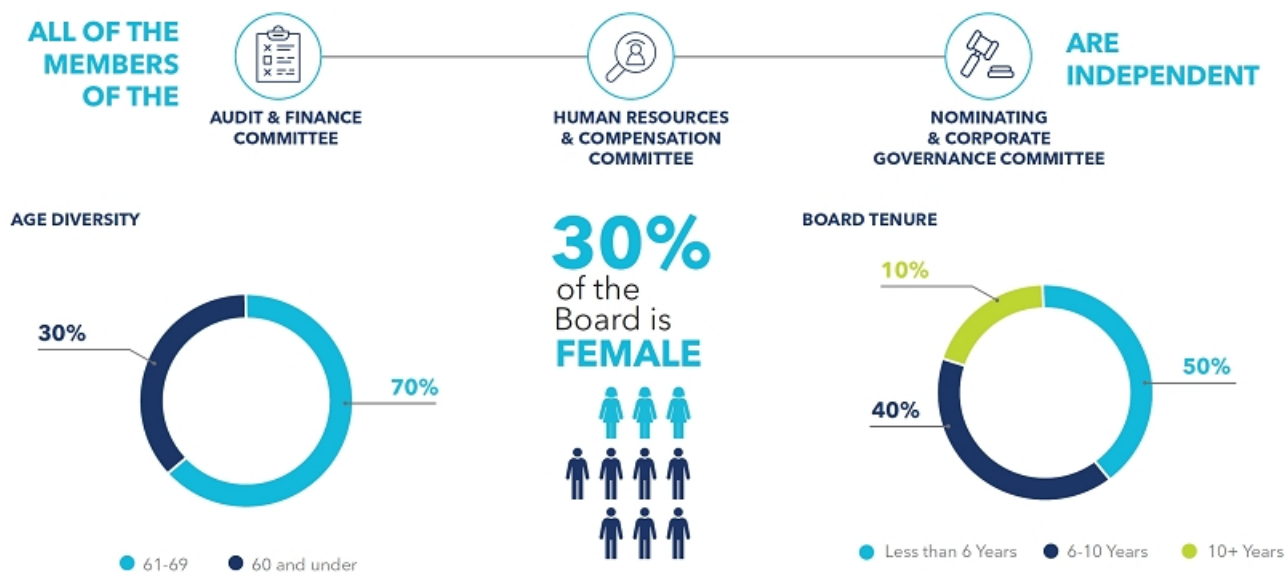 ALL OF THE
MEMBERS
OF THE
AUDIT & FINANCE
COMMITTEE
HUMAN RESOURCES
& COMPENSATION
COMMITTEE
NOMINATING
& CORPORATE
GOVERNANCE COMMITTEE
ARE
INDEPENDENT
AGE DIVERSITY
30%
70%
61-69
60 and under
30%
of the
Board is
FEMALE
BOARD TENURE
10%
50%
40%
Less than 6 Years
6-10 Years
10+ Years